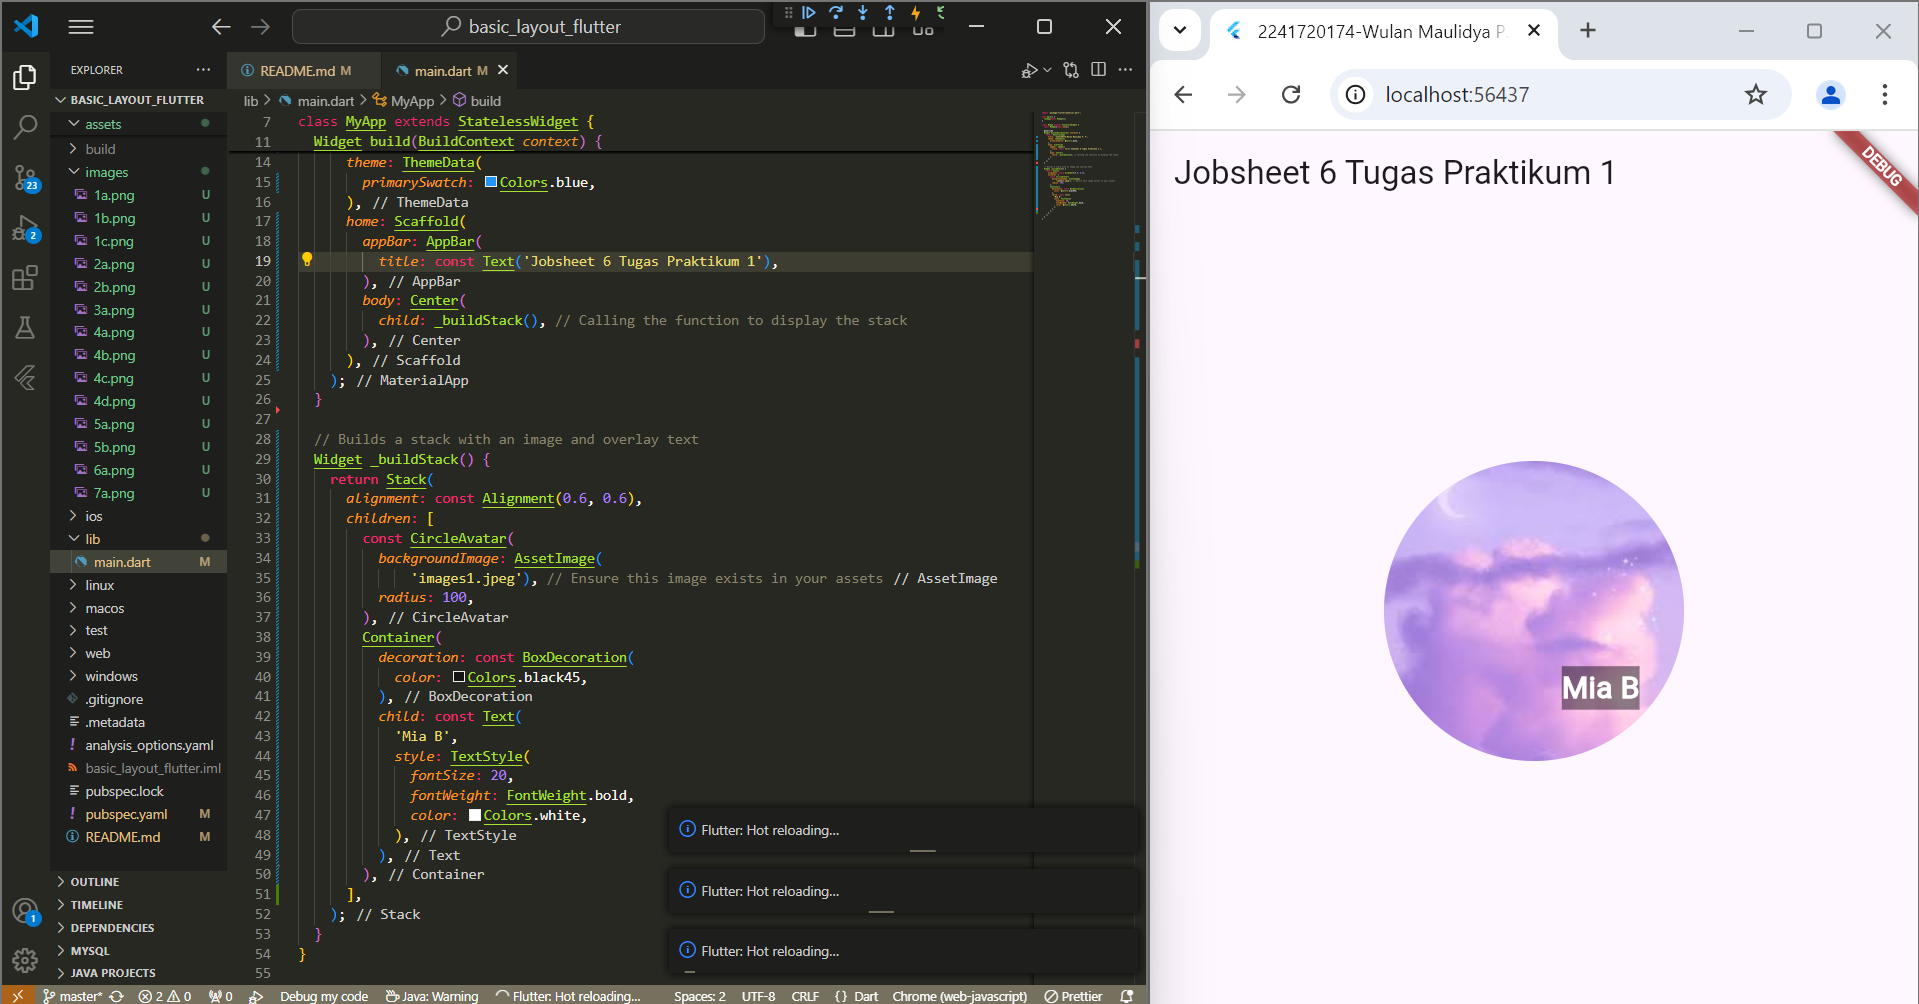 basic_layout_flutter
EXPLORER
BASIC_LAYOUT_FLUTTER
assets
build
images
1a.png U
1b.png U
1c.png U
2a.png U
2b.png U
3a.png U
4a.png U
4b.png U
4c.png U
4d.png U
5a.png U
5b.png U
6a.png U
7a.png U
ios
lib
main.dart M
linux
macos
test
web
windows
.gitignore
.metadata
! analysis_options.yaml
basic_layout_flutter.iml
pubspec.lock
! pubspec.yaml M
README.md M
OUTLINE
TIMELINE
DEPENDENCIES
MYSQL
JAVA PROJECTS
23
2
1
README.md M
main.dart M
lib > main.dart > MyApp > build
7 class MyApp extends StatelessWidget {
11 Widget build(BuildContext context) {
14 theme: ThemeData(
15 primarySwatch: Colors.blue,
16 ), // ThemeData
17 home: Scaffold(
18 appBar: AppBar(
19 title: const Text('Jobsheet 6 Tugas Praktikum 1'),
20 ), // AppBar
21 body: Center(
22 child: _buildStack(), // Calling the function to display the stack
23 ), // Center
24 ), // Scaffold
25 ); // MaterialApp
26 }
27
28 // Builds a stack with an image and overlay text
29 Widget _buildStack() {
30 return Stack(
31 alignment: const Alignment(0.6, 0.6),
32 children: [
33 const CircleAvatar(
34 backgroundImage: AssetImage(
35 'images1.jpeg'), // Ensure this image exists in your assets // AssetImage
36 radius: 100,
37 ), // CircleAvatar
38 Container(
39 decoration: const BoxDecoration(
40 color: Colors.black45,
41 ), // BoxDecoration
42 child: const Text(
43 'Mia B',
44 style: TextStyle(
45 fontSize: 20,
46 fontWeight: FontWeight.bold,
47 color: Colors.white,
48 ), // TextStyle
49 ), // Text
50 ), // Container
51 ],
52 ); // Stack
53 }
54 }
55
Flutter: Hot reloading...
Flutter: Hot reloading...
Flutter: Hot reloading...
master* 2 0 0 Debug my code Java: Warning Flutter: Hot reloading... Spaces: 2 UTF-8 CRLF {} Dart Chrome (web-javascript) Prettier
2241720174-Wulan Maulidya P
localhost:56437
Jobsheet 6 Tugas Praktikum 1
DEBUG
Mia B